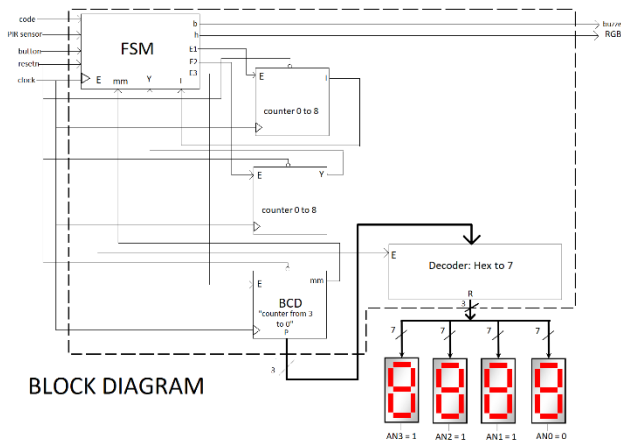 code
PIR sensor
button
resetn
clock
FSM
E
mm
Y
I
b
h
E1
E2
E3
buzze
RGB
E
I
counter 0 to 8
E
Y
counter 0 to 8
E
mm
BCD
"counter from 3
to 0"
P
3
E
Decoder: Hex to 7
R
3
7
7
7
7
BLOCK DIAGRAM
AN3 = 1
AN2 = 1
AN1 = 1
AN0 = 0